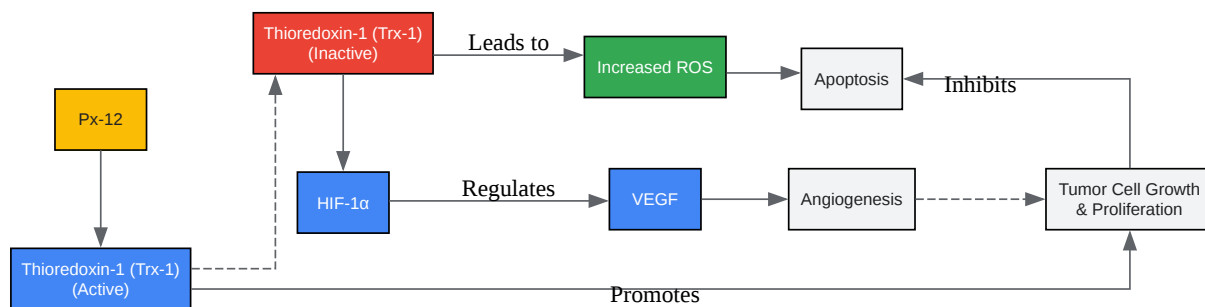 Thioredoxin-1 (Trx-1)
(Inactive)
Leads to
Increased ROS
Apoptosis
Inhibits
Px-12
HIF-1α
Regulates
VEGF
Angiogenesis
Tumor Cell Growth
& Proliferation
Thioredoxin-1 (Trx-1)
(Active)
Promotes